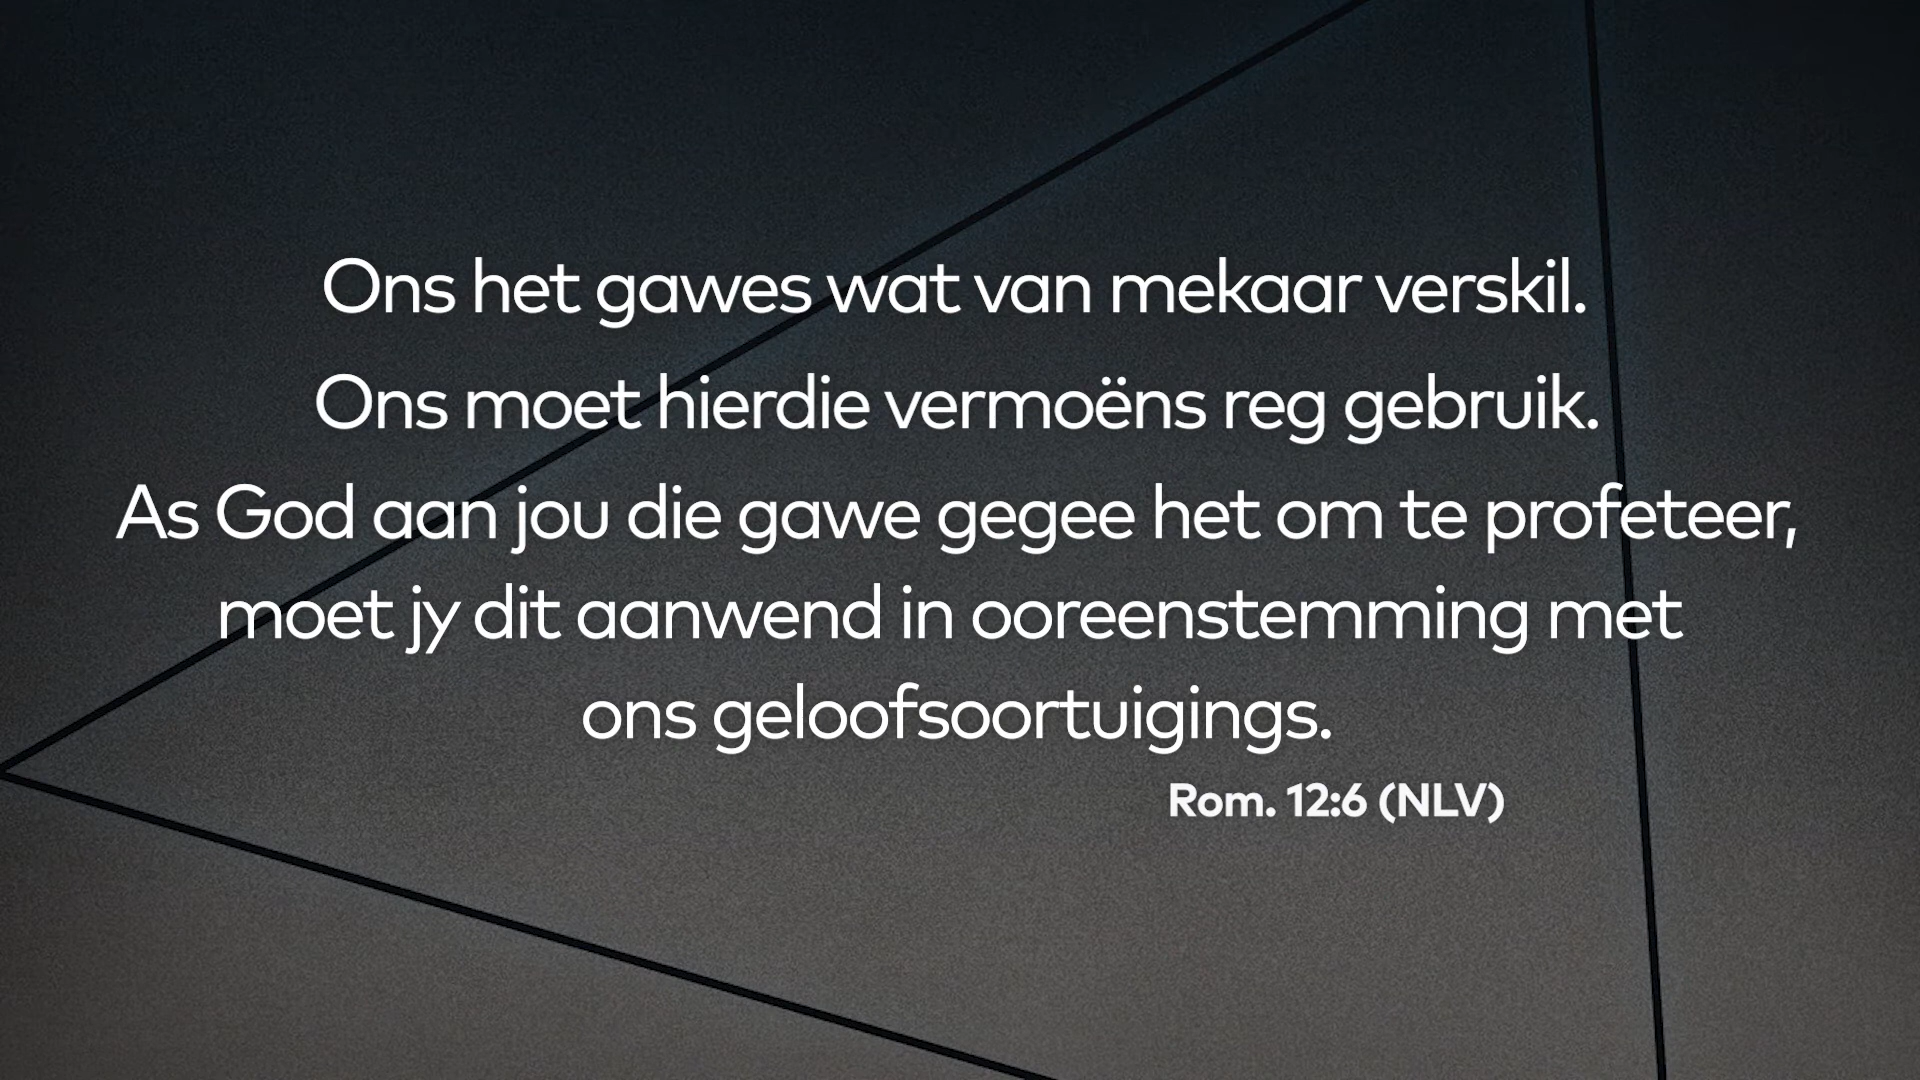 Ons het gawes wat van mekaar verskil.
Ons moet hierdie vermoëns reg gebruik.
As God aan jou die gawe gegee het om te profeteer,
moet jy dit aanwend in ooreenstemming met
ons geloofsoortuigings.
Rom. 12:6 (NLV)